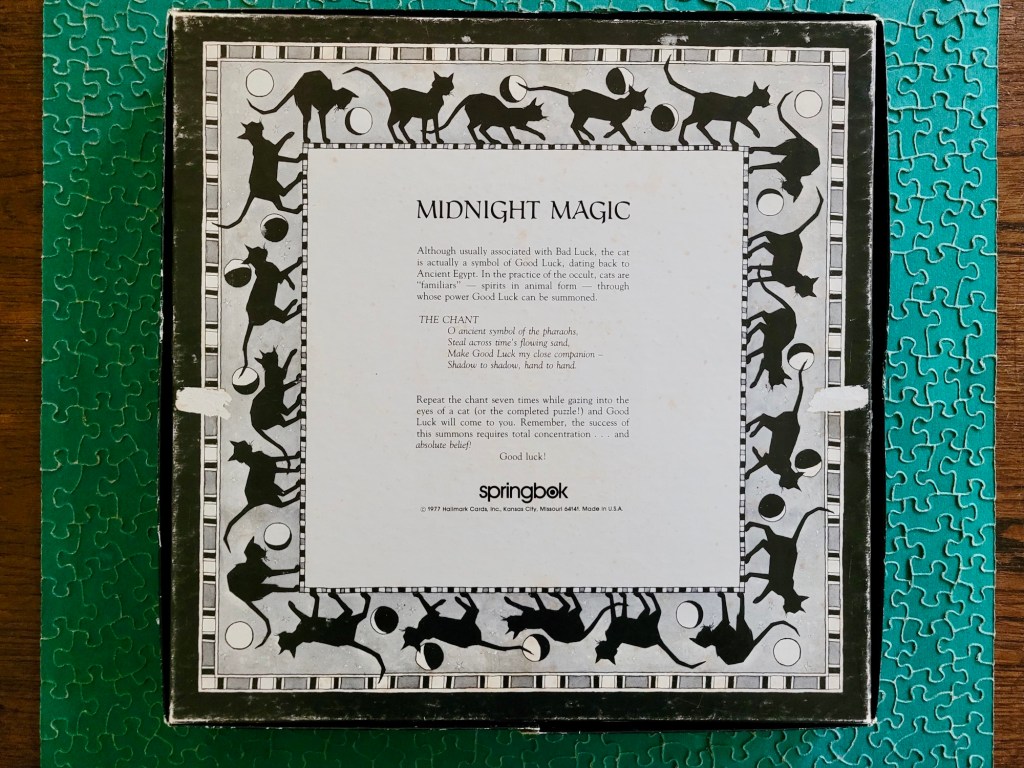 MIDNIGHT MAGIC
Although usually associated with Bad Luck, the cat
is actually a symbol of Good Luck, dating back to
Ancient Egypt. In the practice of the occult, cats are
"familiars" — spirits in animal form — through
whose power Good Luck can be summoned.
THE CHANT
O ancient symbol of the pharaohs,
Steal across time's flowing sand,
Make Good Luck my close companion –
Shadow to shadow, hand to hand.
Repeat the chant seven times while gazing into the
eyes of a cat (or the completed puzzle!) and Good
Luck will come to you. Remember, the success of
this summons requires total concentration . . . and
absolute belief!
Good luck!
springbok
© 1977 Hallmark Cards, Inc., Kansas City, Missouri 64141. Made in U.S.A.